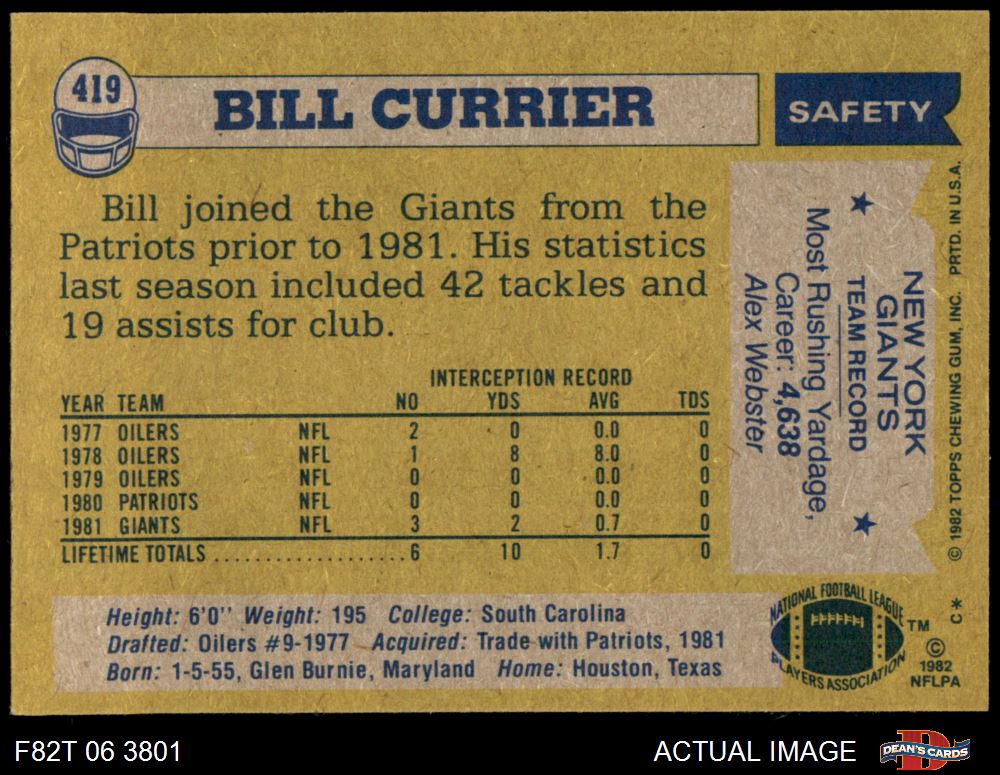 419
BILL CURRIER
SAFETY
Bill joined the Giants from the
Patriots prior to 1981. His statistics
last season included 42 tackles and
19 assists for club.
INTERCEPTION RECORD
YEAR TEAM NO YDS AVG TDS
1977 OILERS NFL 2 0 0.0 0
1978 OILERS NFL 1 8 8.0 0
1979 OILERS NFL 0 0 0.0 0
1980 PATRIOTS NFL 0 0 0.0 0
1981 GIANTS NFL 3 2 0.7 0
LIFETIME TOTALS ..................... 6 10 1.7 0
Height: 6'0'' Weight: 195 College: South Carolina
Drafted: Oilers #9-1977 Acquired: Trade with Patriots, 1981
Born: 1-5-55, Glen Burnie, Maryland Home: Houston, Texas
NEW YORK
GIANTS
★ TEAM RECORD ★
Most Rushing Yardage,
Career: 4,638
Alex Webster
© 1982 TOPPS CHEWING GUM, INC. PRTD. IN U.S.A.
C*
NATIONAL FOOTBALL LEAGUE
PLAYERS ASSOCIATION
TM
©
1982
NFLPA
F82T 06 3801
ACTUAL IMAGE
D
DEAN'S CARDS